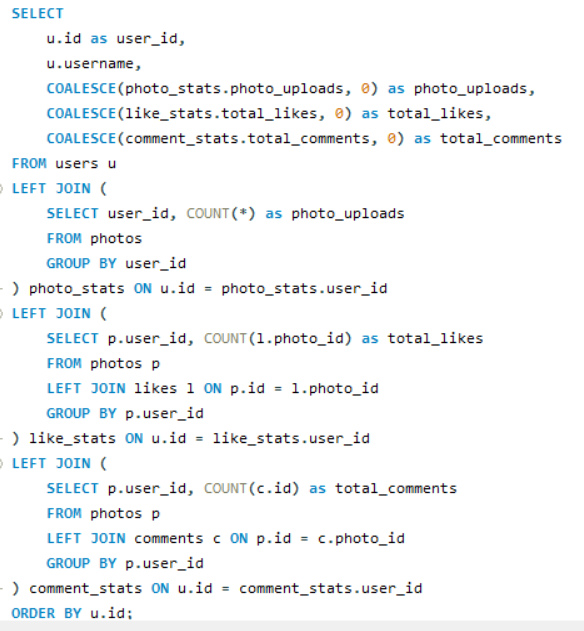 SELECT
    u.id as user_id,
    u.username,
    COALESCE(photo_stats.photo_uploads, 0) as photo_uploads,
    COALESCE(like_stats.total_likes, 0) as total_likes,
    COALESCE(comment_stats.total_comments, 0) as total_comments
FROM users u
LEFT JOIN (
    SELECT user_id, COUNT(*) as photo_uploads
    FROM photos
    GROUP BY user_id
) photo_stats ON u.id = photo_stats.user_id
LEFT JOIN (
    SELECT p.user_id, COUNT(l.photo_id) as total_likes
    FROM photos p
    LEFT JOIN likes l ON p.id = l.photo_id
    GROUP BY p.user_id
) like_stats ON u.id = like_stats.user_id
LEFT JOIN (
    SELECT p.user_id, COUNT(c.id) as total_comments
    FROM photos p
    LEFT JOIN comments c ON p.id = c.photo_id
    GROUP BY p.user_id
) comment_stats ON u.id = comment_stats.user_id
ORDER BY u.id;